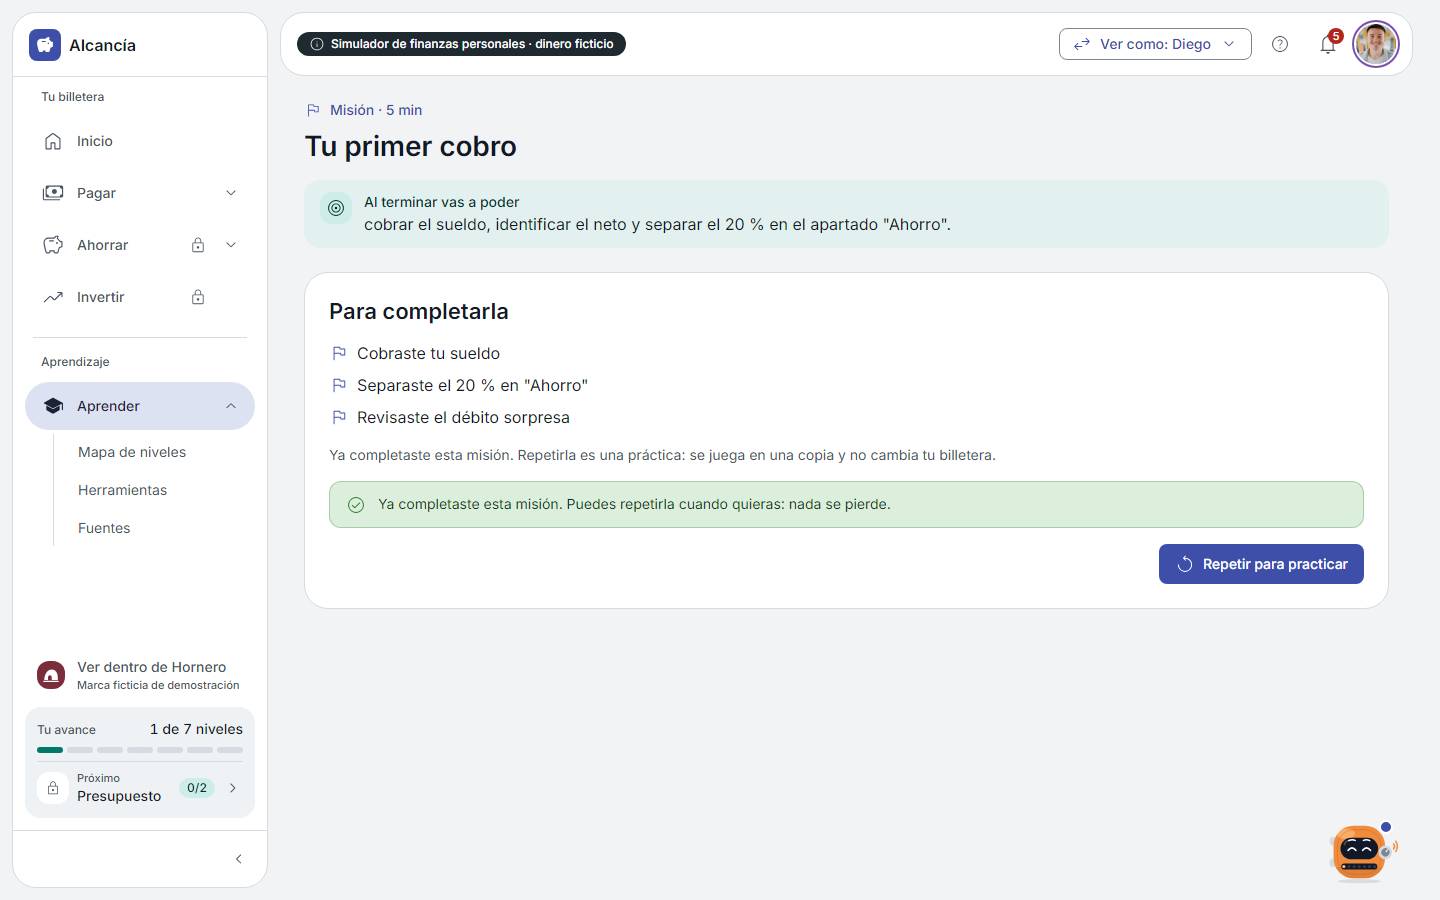 Alcancía
Tu billetera
Inicio
Pagar
Ahorrar
Invertir
Aprendizaje
Aprender
Mapa de niveles
Herramientas
Fuentes
Ver dentro de Hornero
Marca ficticia de demostración
Tu avance
1 de 7 niveles
Próximo
Presupuesto
0/2
Simulador de finanzas personales · dinero ficticio
Ver como: Diego
5
Misión · 5 min
Tu primer cobro
Al terminar vas a poder
cobrar el sueldo, identificar el neto y separar el 20 % en el apartado "Ahorro".
Para completarla
Cobraste tu sueldo
Separaste el 20 % en "Ahorro"
Revisaste el débito sorpresa
Ya completaste esta misión. Repetirla es una práctica: se juega en una copia y no cambia tu billetera.
Ya completaste esta misión. Puedes repetirla cuando quieras: nada se pierde.
Repetir para practicar